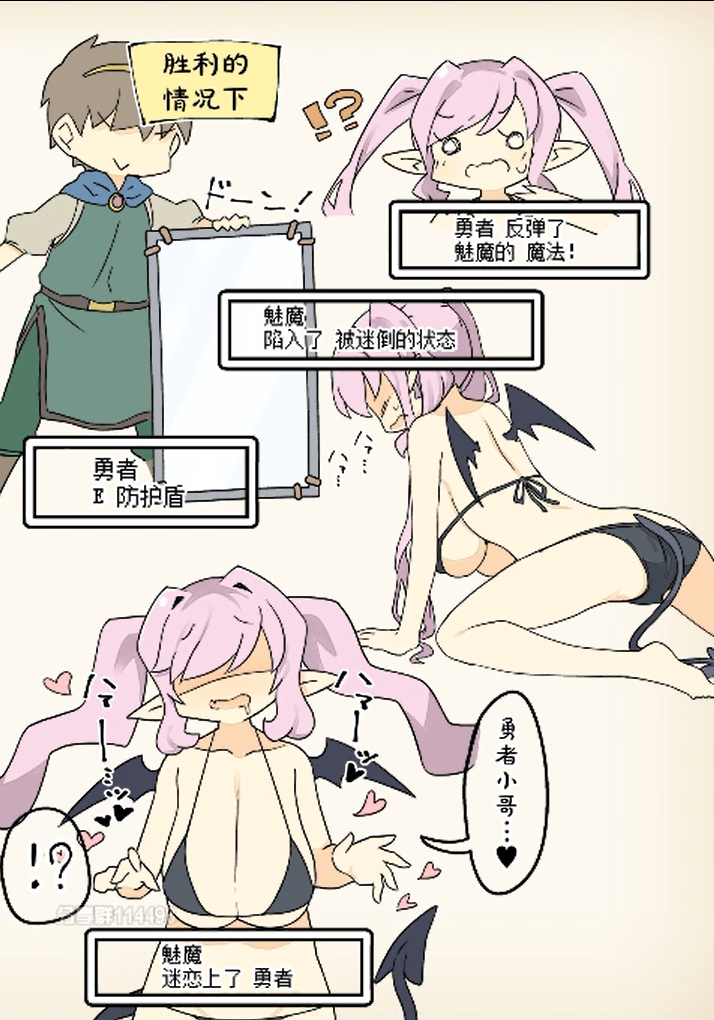 胜利的
情况下
!?
ドーン!
勇者 反弹了
魅魔的 魔法!
魅魔
陷入了 被迷倒的状态
ハァ…
ハァ…
勇者
E 防护盾
ハァー…ッ
ハァーッ
勇者小哥…♥
!?
魅魔
迷恋上了 勇者